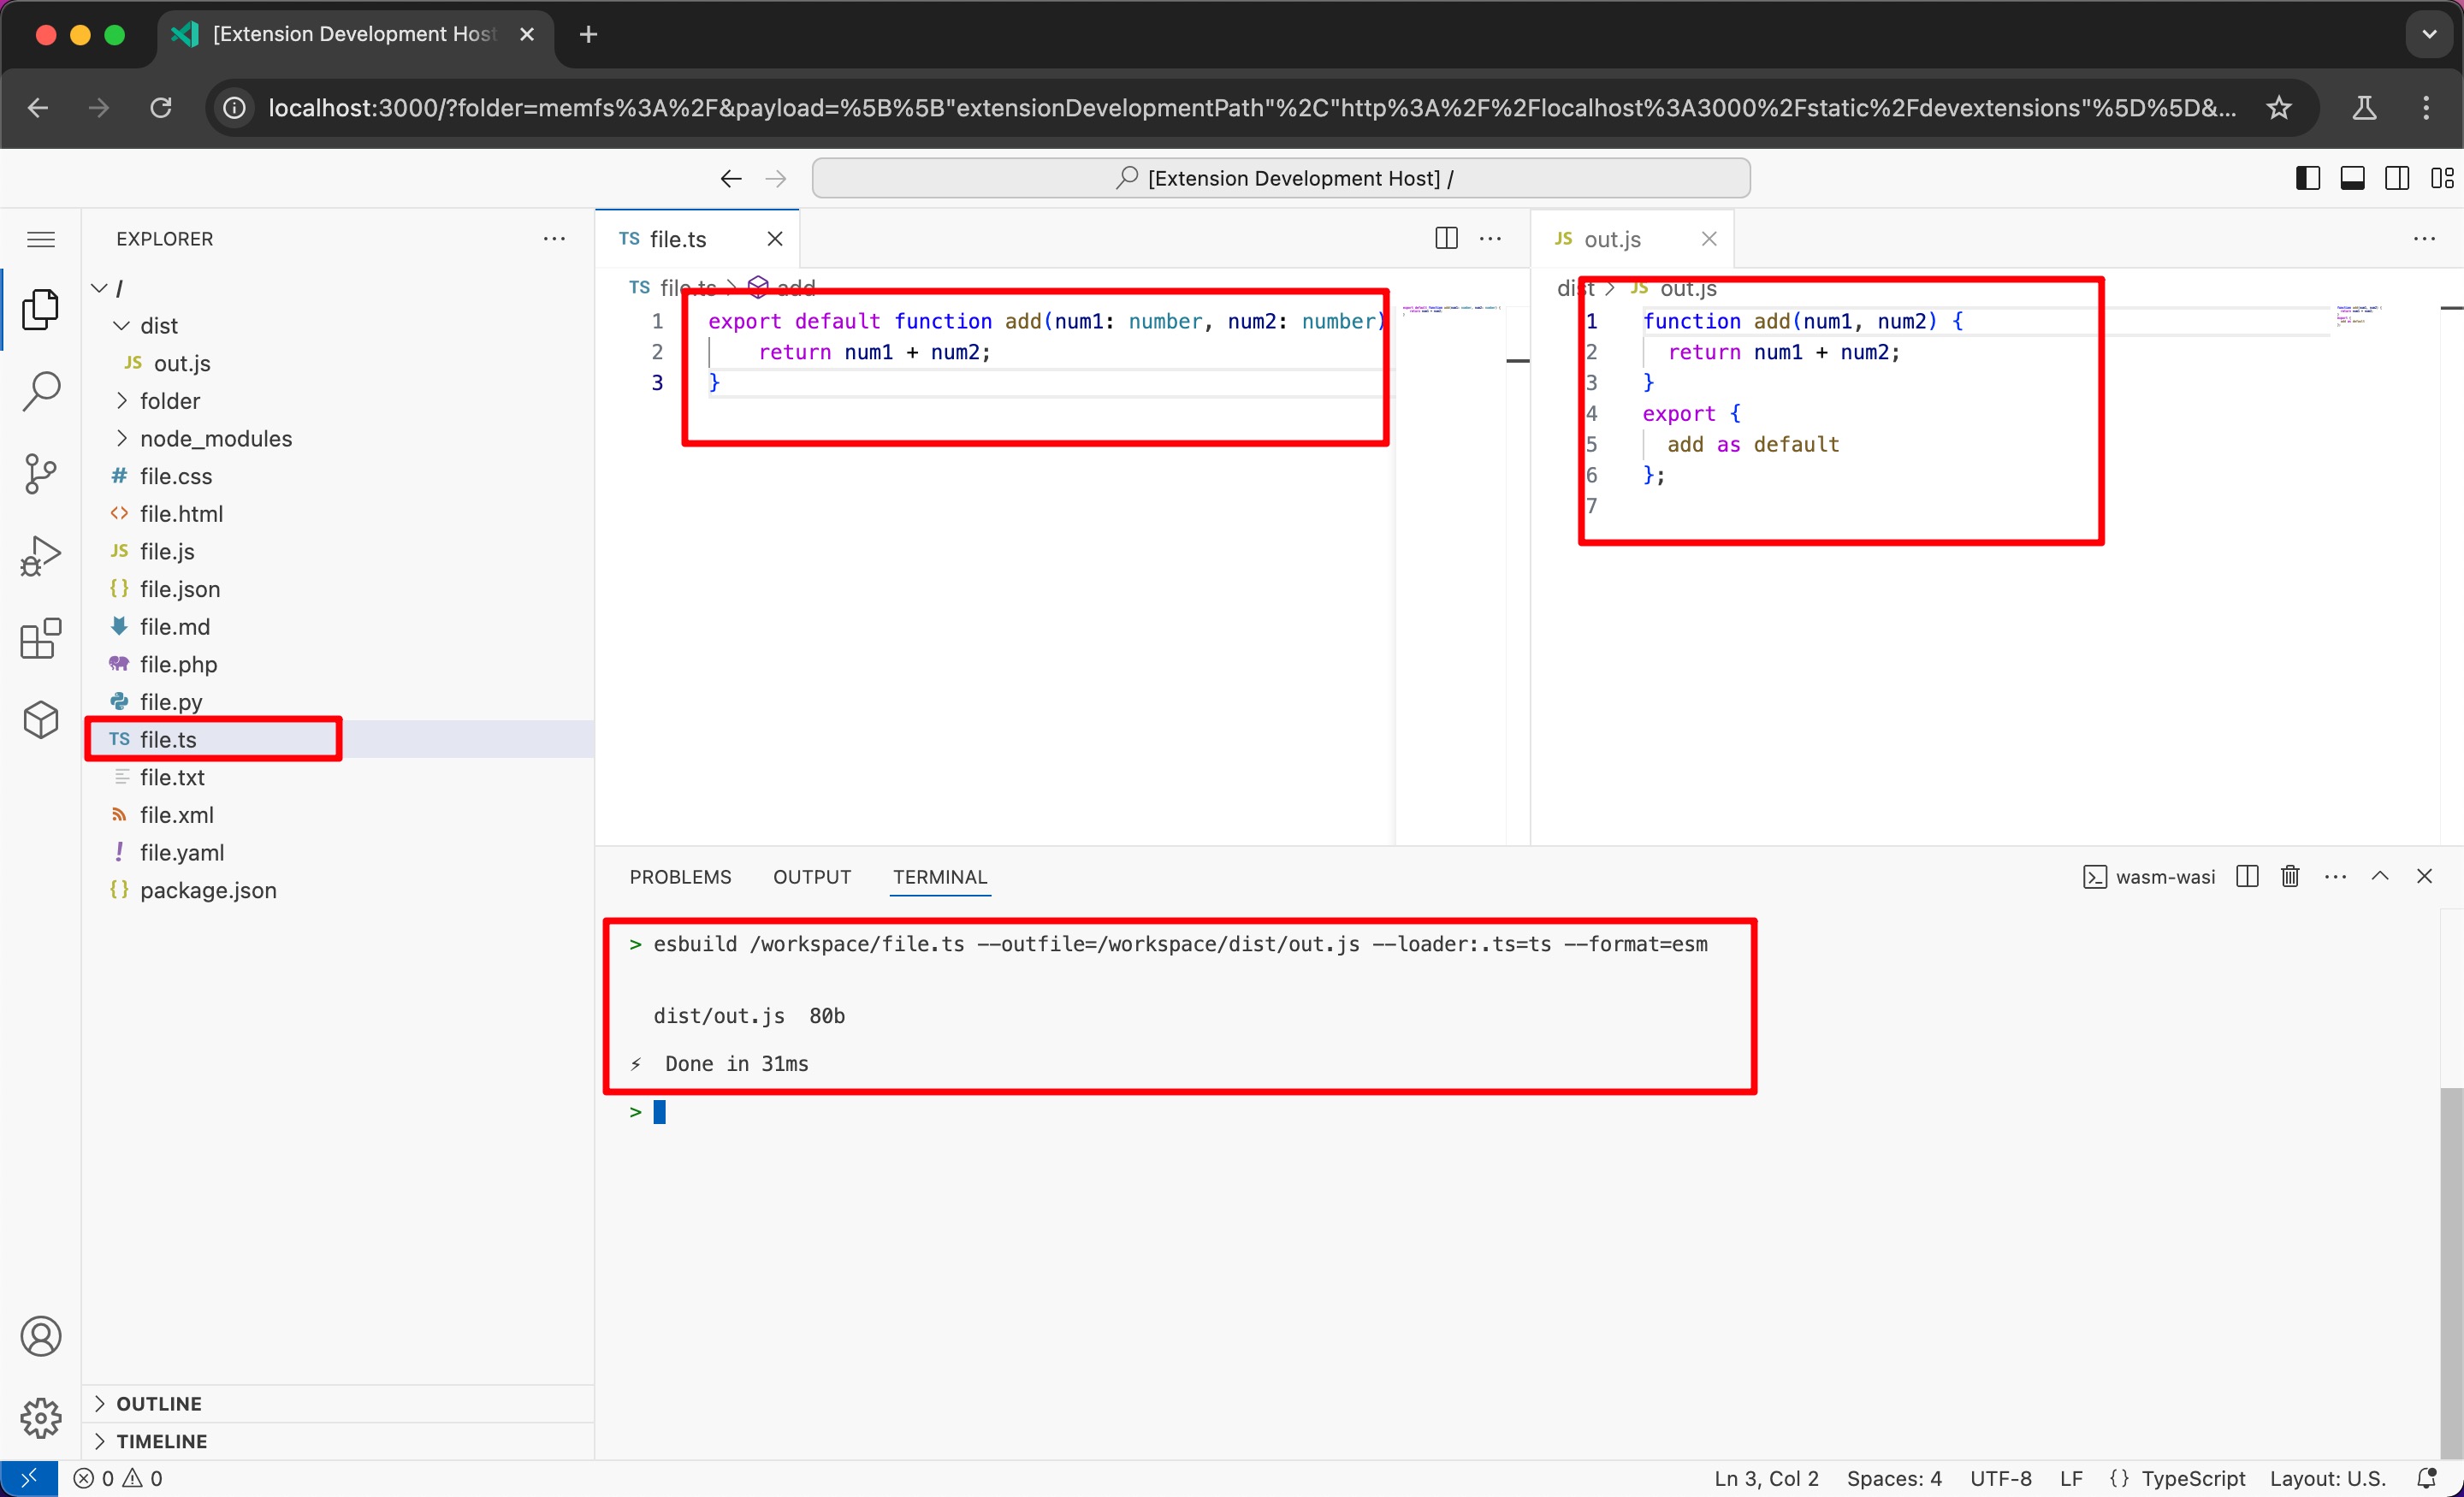 [Extension Development Host
localhost:3000/?folder=memfs%3A%2F&payload=%5B%5B"extensionDevelopmentPath"%2C"http%3A%2F%2Flocalhost%3A3000%2Fstatic%2Fdevextensions"%5D%5D&...
[Extension Development Host] /
EXPLORER
/
dist
JS out.js
folder
node_modules
# file.css
<> file.html
JS file.js
{} file.json
file.md
file.php
file.py
TS file.ts
file.txt
file.xml
! file.yaml
{} package.json
OUTLINE
TIMELINE
TS file.ts
TS file.ts > add
1 export default function add(num1: number, num2: number)
2 return num1 + num2;
3 }
JS out.js
dist > JS out.js
1 function add(num1, num2) {
2 return num1 + num2;
3 }
4 export {
5 add as default
6 };
7
PROBLEMS OUTPUT TERMINAL
wasm-wasi
> esbuild /workspace/file.ts --outfile=/workspace/dist/out.js --loader:.ts=ts --format=esm
dist/out.js 80b
⚡ Done in 31ms
>
0 0
Ln 3, Col 2 Spaces: 4 UTF-8 LF {} TypeScript Layout: U.S.